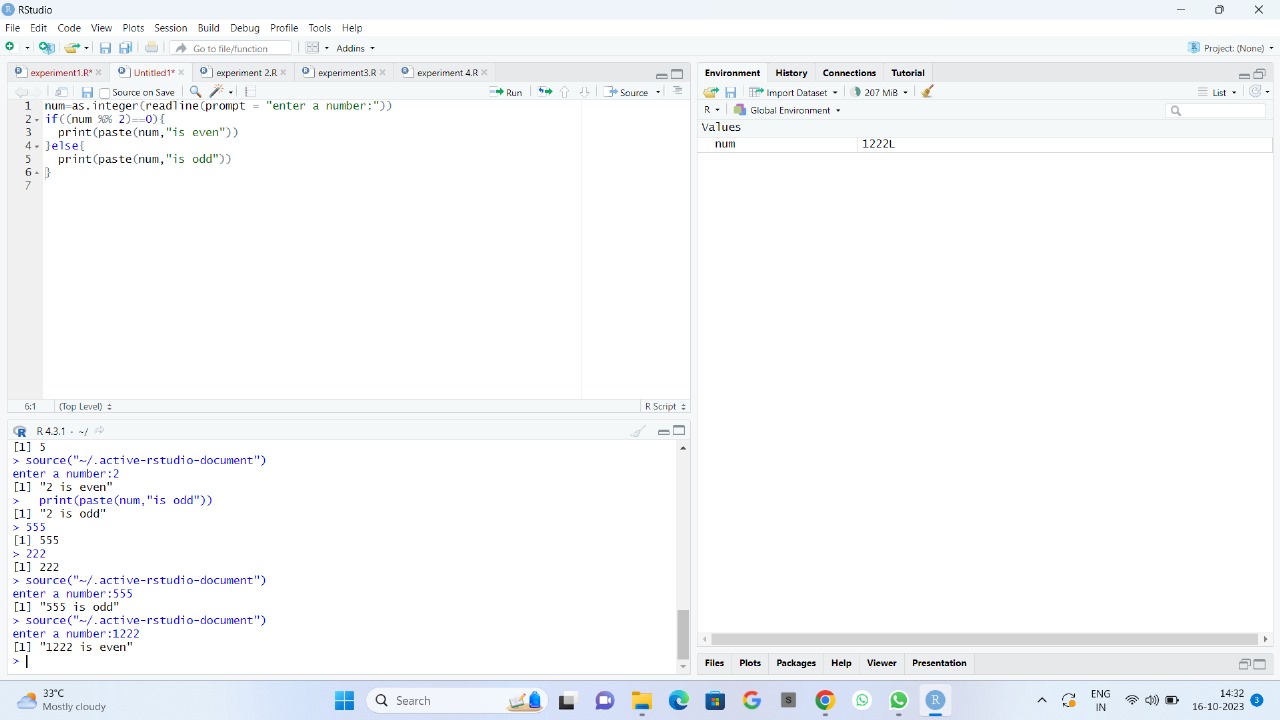 RStudio
File Edit Code View Plots Session Build Debug Profile Tools Help
Go to file/function Addins Project: (None)
experiment1.R* Untitled1* experiment 2.R experiment3.R experiment 4.R
Source on Save Run Source
1 num=as.integer(readline(prompt = "enter a number:"))
2 if((num %% 2)==0){
3 print(paste(num,"is even"))
4 }else{
5 print(paste(num,"is odd"))
6 }
7
6:1 (Top Level) R Script
R 4.3.1 · ~/
[1] 5
> source("~/.active-rstudio-document")
enter a number:2
[1] "2 is even"
> print(paste(num,"is odd"))
[1] "2 is odd"
> 555
[1] 555
> 222
[1] 222
> source("~/.active-rstudio-document")
enter a number:555
[1] "555 is odd"
> source("~/.active-rstudio-document")
enter a number:1222
[1] "1222 is even"
>
Environment History Connections Tutorial
Import Dataset 207 MiB List
R Global Environment
Values
num 1222L
Files Plots Packages Help Viewer Presentation
33°C
Mostly cloudy
Search
ENG
IN
14:32
16-10-2023
3